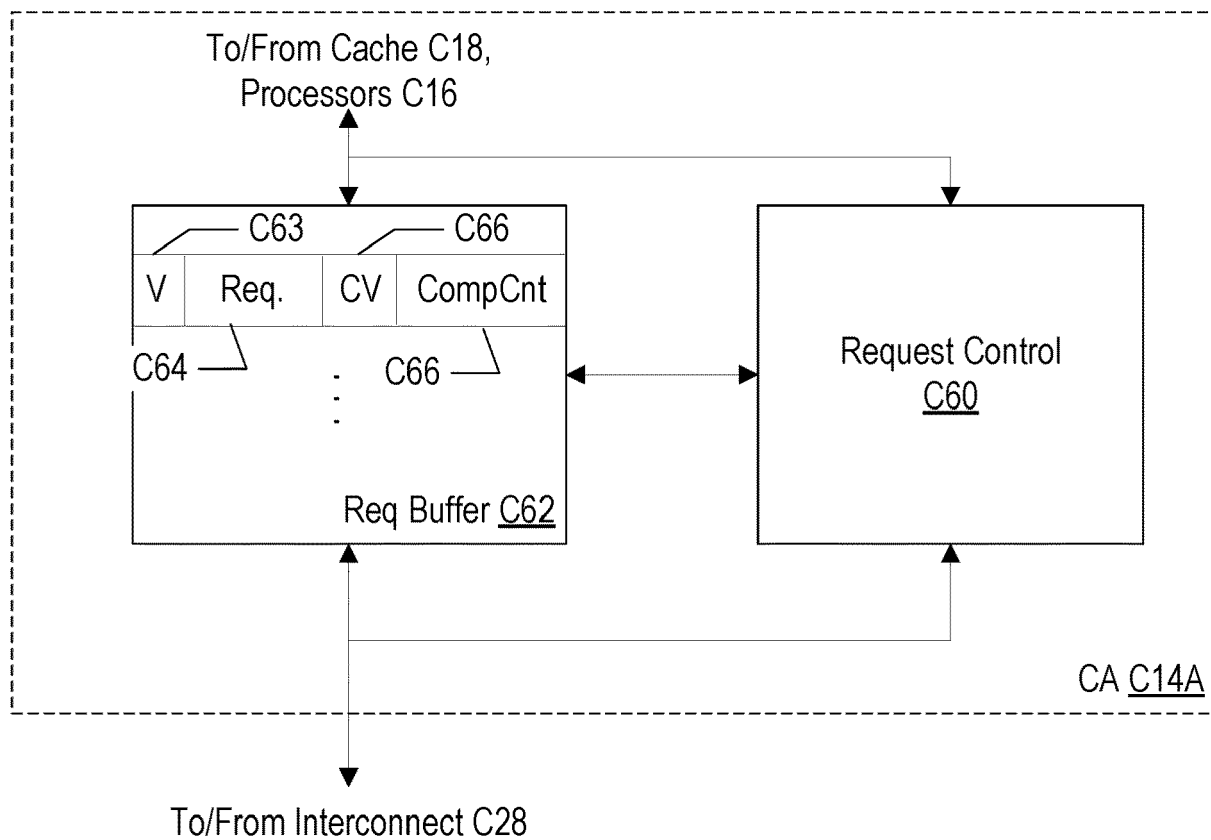 To/From Cache C18,
Processors C16
C63 C66
V Req. CV CompCnt
C64 C66
Request Control
C60
Req Buffer C62
CA C14A
To/From Interconnect C28